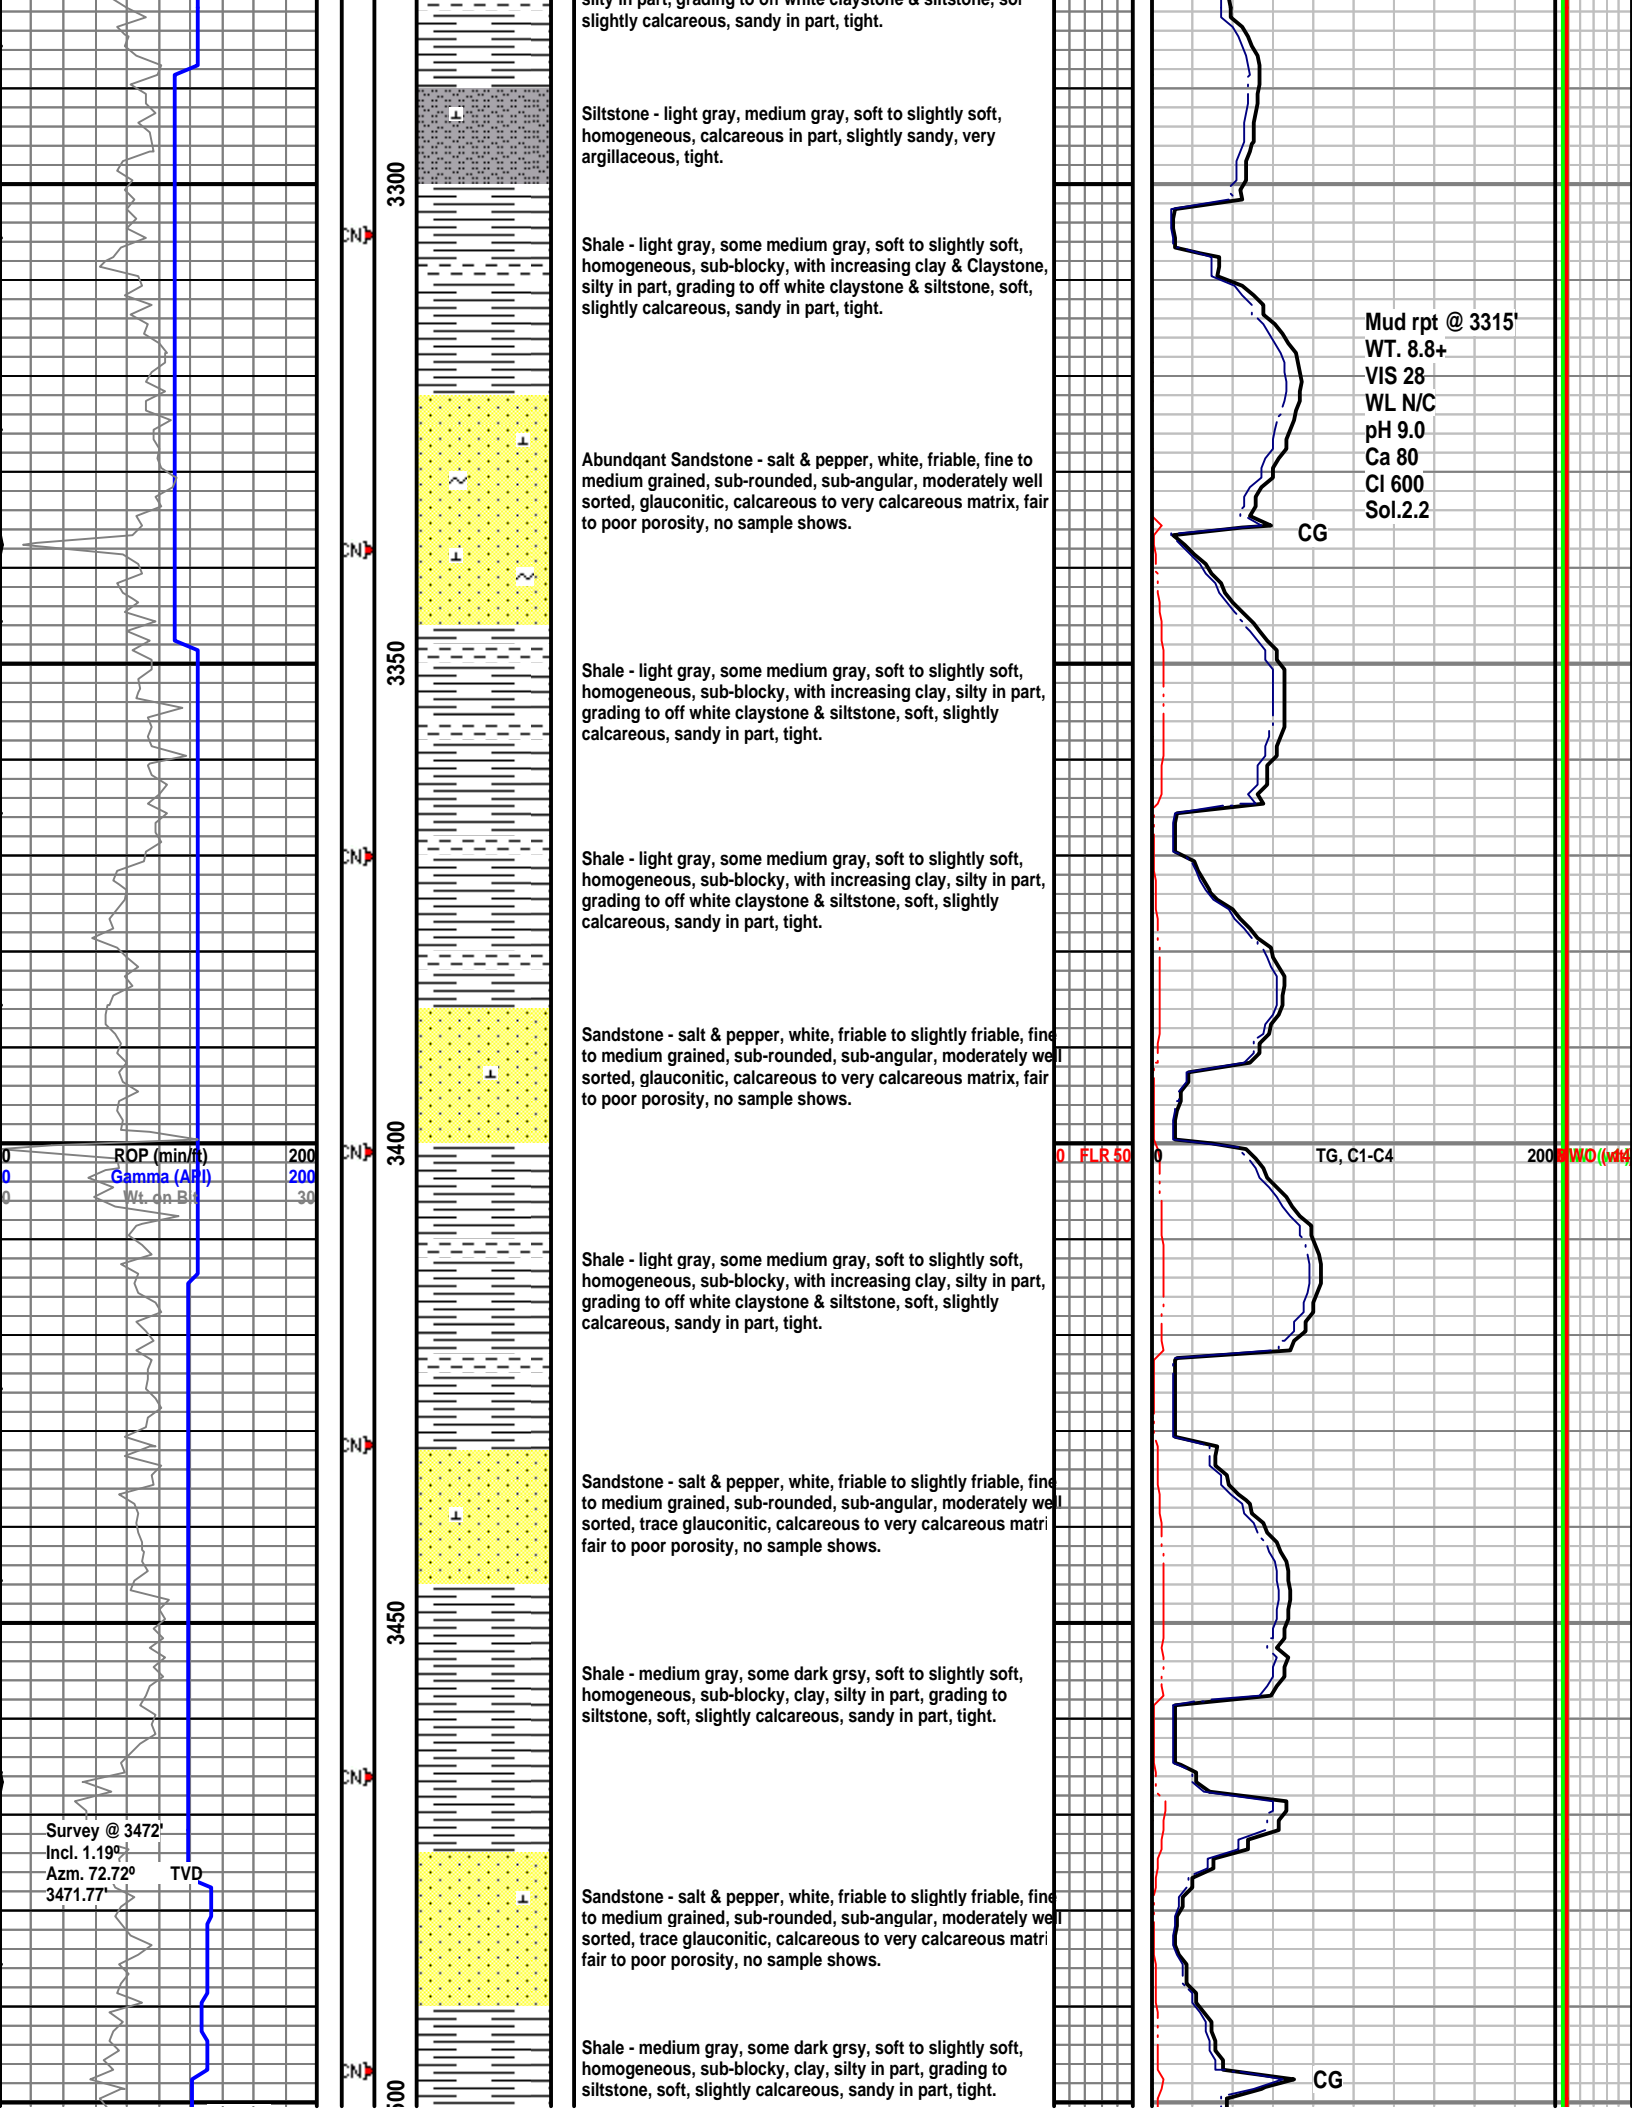 silty in part, grading to off white claystone & siltstone, sof
slightly calcareous, sandy in part, tight.
Siltstone - light gray, medium gray, soft to slightly soft,
homogeneous, calcareous in part, slightly sandy, very
argillaceous, tight.
3300
CN]
Shale - light gray, some medium gray, soft to slightly soft,
homogeneous, sub-blocky, with increasing clay & Claystone,
silty in part, grading to off white claystone & siltstone, soft,
slightly calcareous, sandy in part, tight.
Mud rpt @ 3315'
WT. 8.8+
VIS 28
WL N/C
pH 9.0
Ca 80
Cl 600
Sol.2.2
Abundqant Sandstone - salt & pepper, white, friable, fine to
medium grained, sub-rounded, sub-angular, moderately well
sorted, glauconitic, calcareous to very calcareous matrix, fair
to poor porosity, no sample shows.
CG
CN]
3350
Shale - light gray, some medium gray, soft to slightly soft,
homogeneous, sub-blocky, with increasing clay, silty in part,
grading to off white claystone & siltstone, soft, slightly
calcareous, sandy in part, tight.
CN]
Shale - light gray, some medium gray, soft to slightly soft,
homogeneous, sub-blocky, with increasing clay, silty in part,
grading to off white claystone & siltstone, soft, slightly
calcareous, sandy in part, tight.
Sandstone - salt & pepper, white, friable to slightly friable, fine
to medium grained, sub-rounded, sub-angular, moderately well
sorted, glauconitic, calcareous to very calcareous matrix, fair
to poor porosity, no sample shows.
3400
CN]
0 ROP (min/ft) 200
0 Gamma (API) 200
0 Wt. on Bit 30
0 FLR 50
0 TG, C1-C4 200
Shale - light gray, some medium gray, soft to slightly soft,
homogeneous, sub-blocky, with increasing clay, silty in part,
grading to off white claystone & siltstone, soft, slightly
calcareous, sandy in part, tight.
CN]
Sandstone - salt & pepper, white, friable to slightly friable, fine
to medium grained, sub-rounded, sub-angular, moderately well
sorted, trace glauconitic, calcareous to very calcareous matri
fair to poor porosity, no sample shows.
3450
Shale - medium gray, some dark grsy, soft to slightly soft,
homogeneous, sub-blocky, clay, silty in part, grading to
siltstone, soft, slightly calcareous, sandy in part, tight.
CN]
Survey @ 3472'
Incl. 1.19º
Azm. 72.72º TVD
3471.77'
Sandstone - salt & pepper, white, friable to slightly friable, fine
to medium grained, sub-rounded, sub-angular, moderately well
sorted, trace glauconitic, calcareous to very calcareous matri
fair to poor porosity, no sample shows.
Shale - medium gray, some dark grsy, soft to slightly soft,
homogeneous, sub-blocky, clay, silty in part, grading to
siltstone, soft, slightly calcareous, sandy in part, tight.
CN]
CG